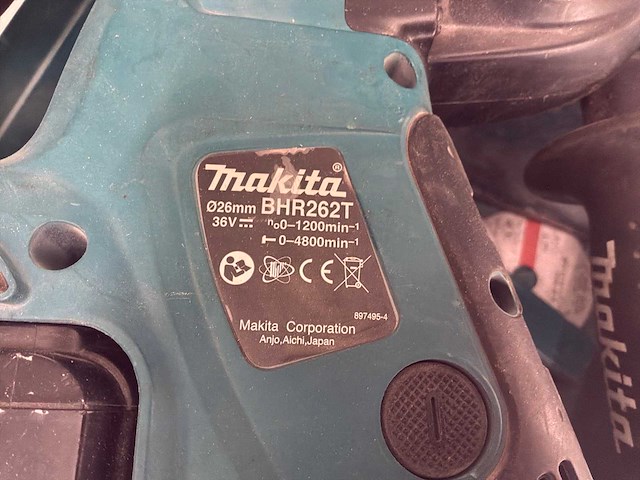 Makita®
Ø26mm BHR262T
36V⎓ n₀0-1200min⁻¹
0-4800min⁻¹
CE
897495-4
Makita Corporation
Anjo,Aichi,Japan
Makita